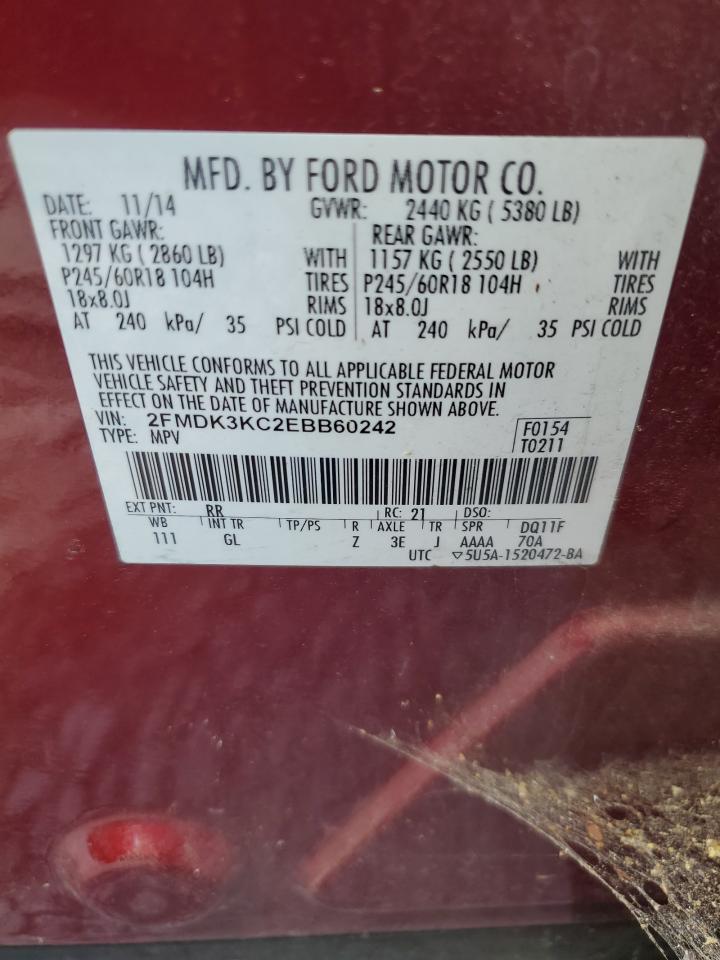 MFD. BY FORD MOTOR CO.
DATE: 11/14 GVWR: 2440 KG ( 5380 LB)
FRONT GAWR: REAR GAWR:
1297 KG ( 2860 LB) WITH 1157 KG ( 2550 LB) WITH
P245/60R18 104H TIRES P245/60R18 104H TIRES
18x8.0J RIMS 18x8.0J RIMS
AT 240 kPa/ 35 PSI COLD AT 240 kPa/ 35 PSI COLD
THIS VEHICLE CONFORMS TO ALL APPLICABLE FEDERAL MOTOR
VEHICLE SAFETY AND THEFT PREVENTION STANDARDS IN
EFFECT ON THE DATE OF MANUFACTURE SHOWN ABOVE.
VIN: 2FMDK3KC2EBB60242 F0154
TYPE: MPV T0211
EXT PNT: RR RC: 21 DSO:
WB INT TR TP/PS R AXLE TR SPR DQ11F
111 GL Z 3E J AAAA 70A
UTC ▽5U5A-1520472-BA